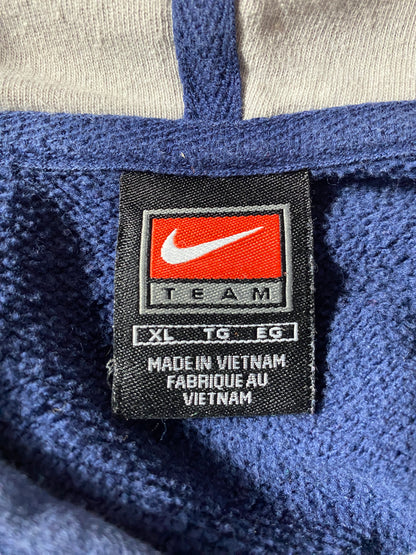 TEAM
XL TG EG
MADE IN VIETNAM
FABRIQUE AU
VIETNAM